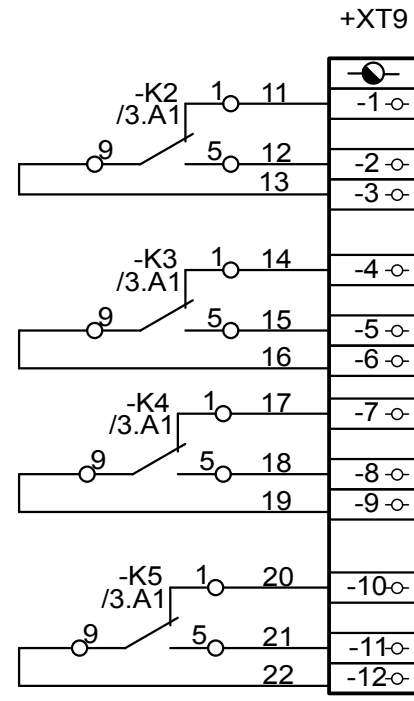 +XT9
-K2 1 11 -1
/3.A1
9 5 12 -2
13 -3
-K3 1 14 -4
/3.A1
9 5 15 -5
16 -6
-K4 1 17 -7
/3.A1
9 5 18 -8
19 -9
-K5 1 20 -10
/3.A1
9 5 21 -11
22 -12